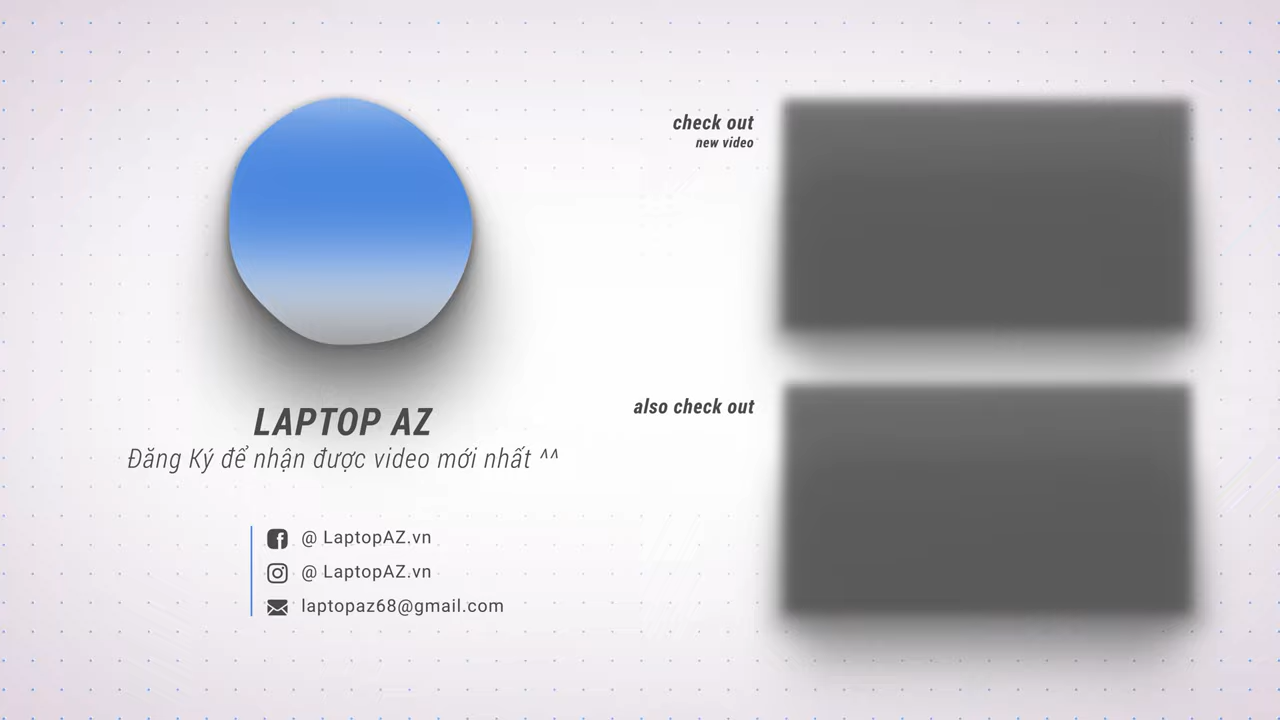 check out
new video
LAPTOP AZ
Đăng Ký để nhận được video mới nhất ^^
also check out
@ LaptopAZ.vn
@ LaptopAZ.vn
laptopaz68@gmail.com